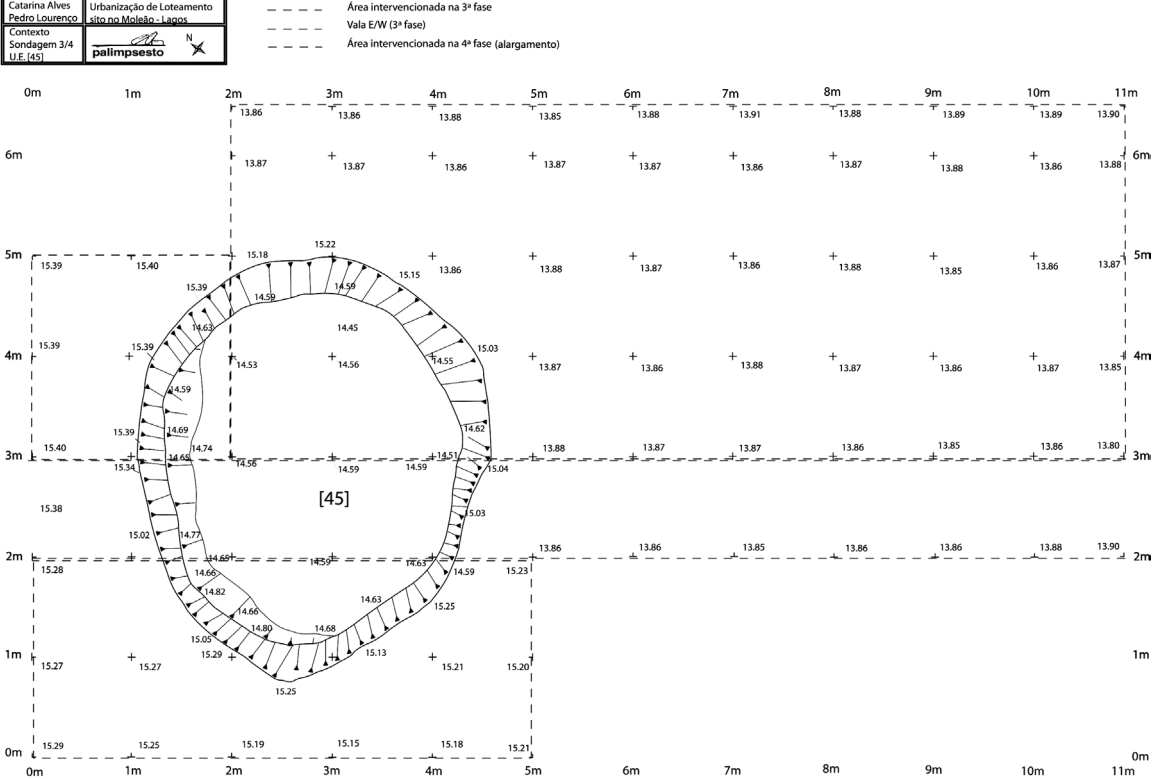 Catarina Alves
Pedro Lourenço
Urbanização de Loteamento
sito no Moleão - Lagos
Contexto
Sondagem 3/4
U.E. [45]
palimpsesto
N
Área intervencionada na 3ª fase
Vala E/W (3ª fase)
Área intervencionada na 4ª fase (alargamento)
0m 1m 2m 3m 4m 5m 6m 7m 8m 9m 10m 11m
13.86 13.86 13.88 13.85 13.88 13.91 13.88 13.89 13.89 13.90
6m 13.87 13.87 13.86 13.87 13.87 13.86 13.87 13.88 13.86 13.88 6m
15.22
5m 15.39 15.40 15.18 15.15 13.86 13.88 13.87 13.86 13.88 13.85 13.86 13.87 5m
15.39 14.59 14.59
14.63 14.45
15.39 15.39 15.03
4m 14.53 14.56 14.55 13.87 13.86 13.88 13.87 13.86 13.87 13.85 4m
14.59
15.39 14.69 14.62
15.40 14.74 13.88 13.87 13.87 13.86 13.85 13.86 13.80
3m 15.34 14.65 14.56 14.59 14.59 14.51 15.04 3m
[45]
15.38 15.03
15.02 14.77
13.86 13.86 13.85 13.86 13.86 13.88 13.90
2m 14.65 14.59 14.63 2m
15.28 14.66 14.59 15.23
14.82 14.63
14.66 15.25
14.80 14.68
15.05
15.29 15.13
1m 15.27 15.27 15.21 15.20 1m
15.25
15.29 15.25 15.19 15.15 15.18 15.21
0m 0m
0m 1m 2m 3m 4m 5m 6m 7m 8m 9m 10m 11m